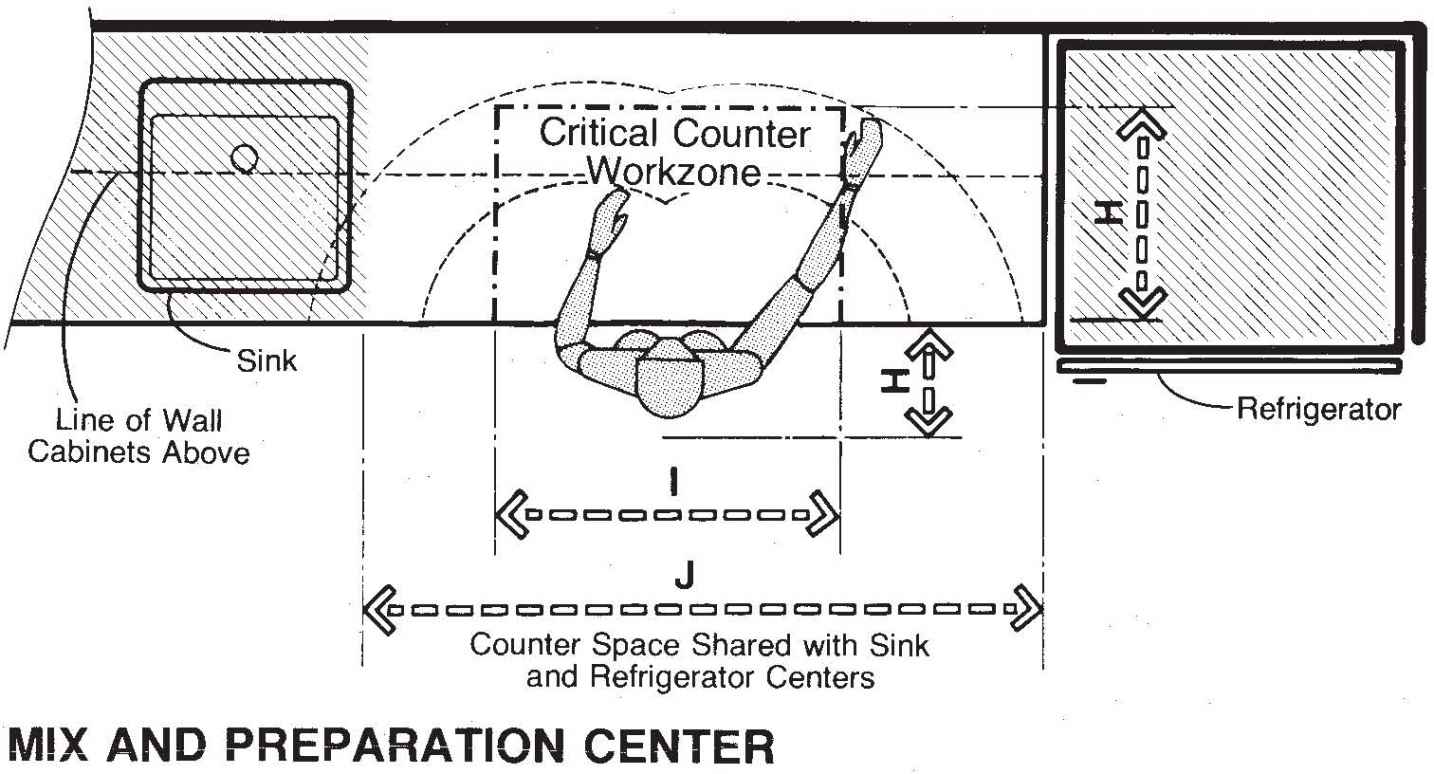 Critical Counter
Workzone
H
Sink
H
Line of Wall
Cabinets Above
Refrigerator
I
J
Counter Space Shared with Sink
and Refrigerator Centers
MIX AND PREPARATION CENTER